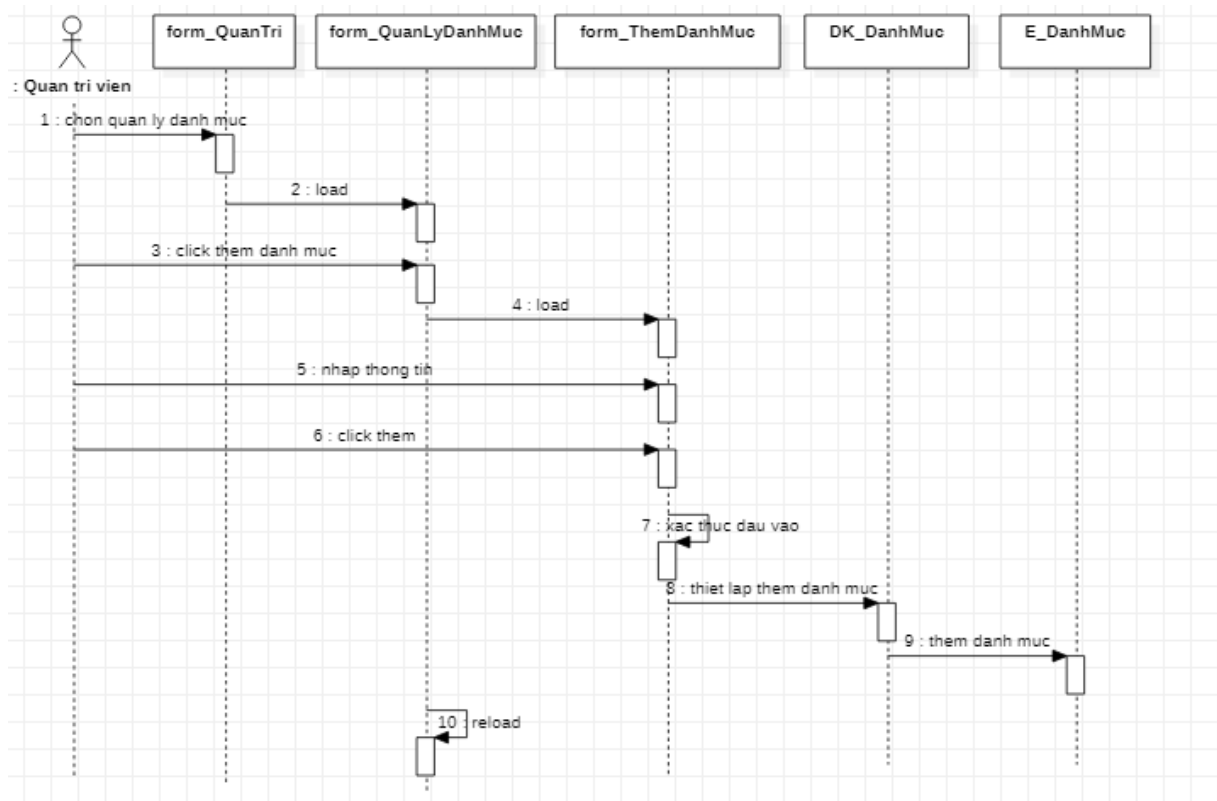 form_QuanTri
form_QuanLyDanhMuc
form_ThemDanhMuc
DK_DanhMuc
E_DanhMuc
: Quan tri vien
1 : chon quan ly danh muc
2 : load
3 : click them danh muc
4 : load
5 : nhap thong tin
6 : click them
7 : xac thuc dau vao
8 : thiet lap them danh muc
9 : them danh muc
10 : reload